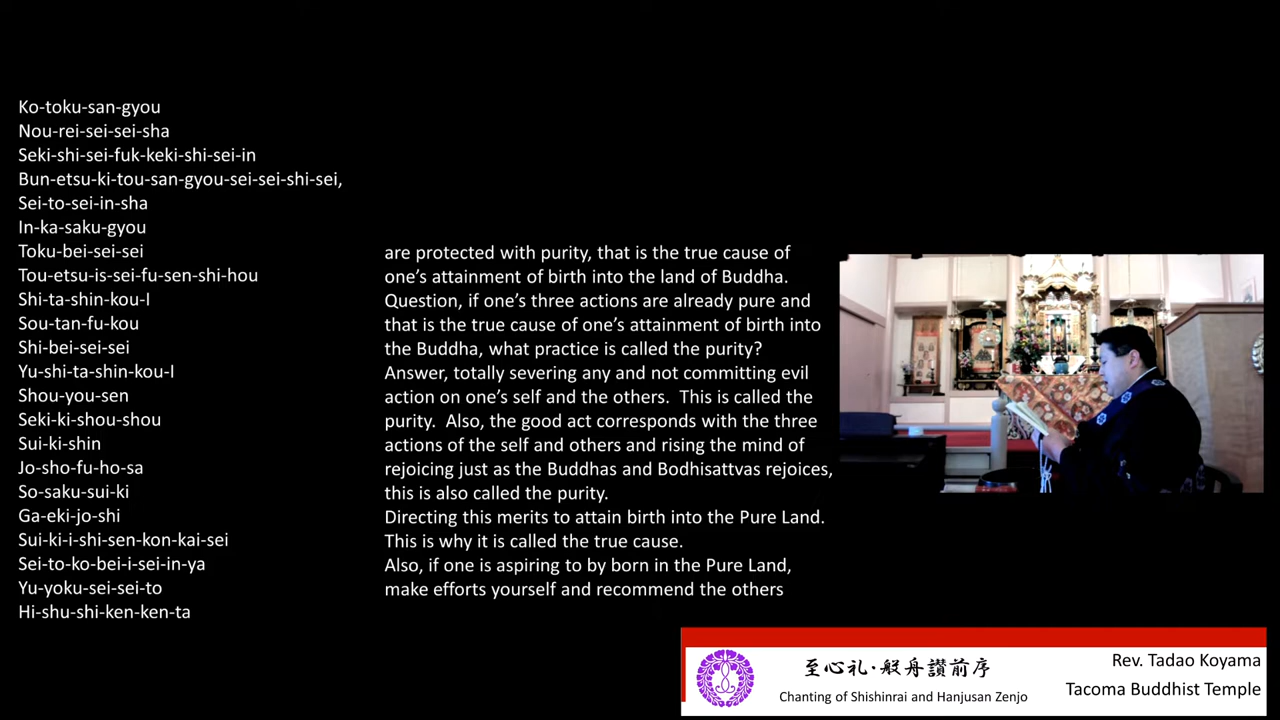 Ko-toku-san-gyou
Nou-rei-sei-sei-sha
Seki-shi-sei-fuk-keki-shi-sei-in
Bun-etsu-ki-tou-san-gyou-sei-sei-shi-sei,
Sei-to-sei-in-sha
In-ka-saku-gyou
Toku-bei-sei-sei
Tou-etsu-is-sei-fu-sen-shi-hou
Shi-ta-shin-kou-I
Sou-tan-fu-kou
Shi-bei-sei-sei
Yu-shi-ta-shin-kou-I
Shou-you-sen
Seki-ki-shou-shou
Sui-ki-shin
Jo-sho-fu-ho-sa
So-saku-sui-ki
Ga-eki-jo-shi
Sui-ki-i-shi-sen-kon-kai-sei
Sei-to-ko-bei-i-sei-in-ya
Yu-yoku-sei-sei-to
Hi-shu-shi-ken-ken-ta
are protected with purity, that is the true cause of
one’s attainment of birth into the land of Buddha.
Question, if one’s three actions are already pure and
that is the true cause of one’s attainment of birth into
the Buddha, what practice is called the purity?
Answer, totally severing any and not committing evil
action on one’s self and the others.  This is called the
purity.  Also, the good act corresponds with the three
actions of the self and others and rising the mind of
rejoicing just as the Buddhas and Bodhisattvas rejoices,
this is also called the purity.
Directing this merits to attain birth into the Pure Land.
This is why it is called the true cause.
Also, if one is aspiring to by born in the Pure Land,
make efforts yourself and recommend the others
至心礼·般舟讃前序
Chanting of Shishinrai and Hanjusan Zenjo
Rev. Tadao Koyama
Tacoma Buddhist Temple